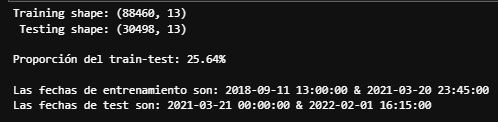 Training shape: (88460, 13)
Testing shape: (30498, 13)
Proporción del train-test: 25.64%
Las fechas de entrenamiento son: 2018-09-11 13:00:00 & 2021-03-20 23:45:00
Las fechas de test son: 2021-03-21 00:00:00 & 2022-02-01 16:15:00